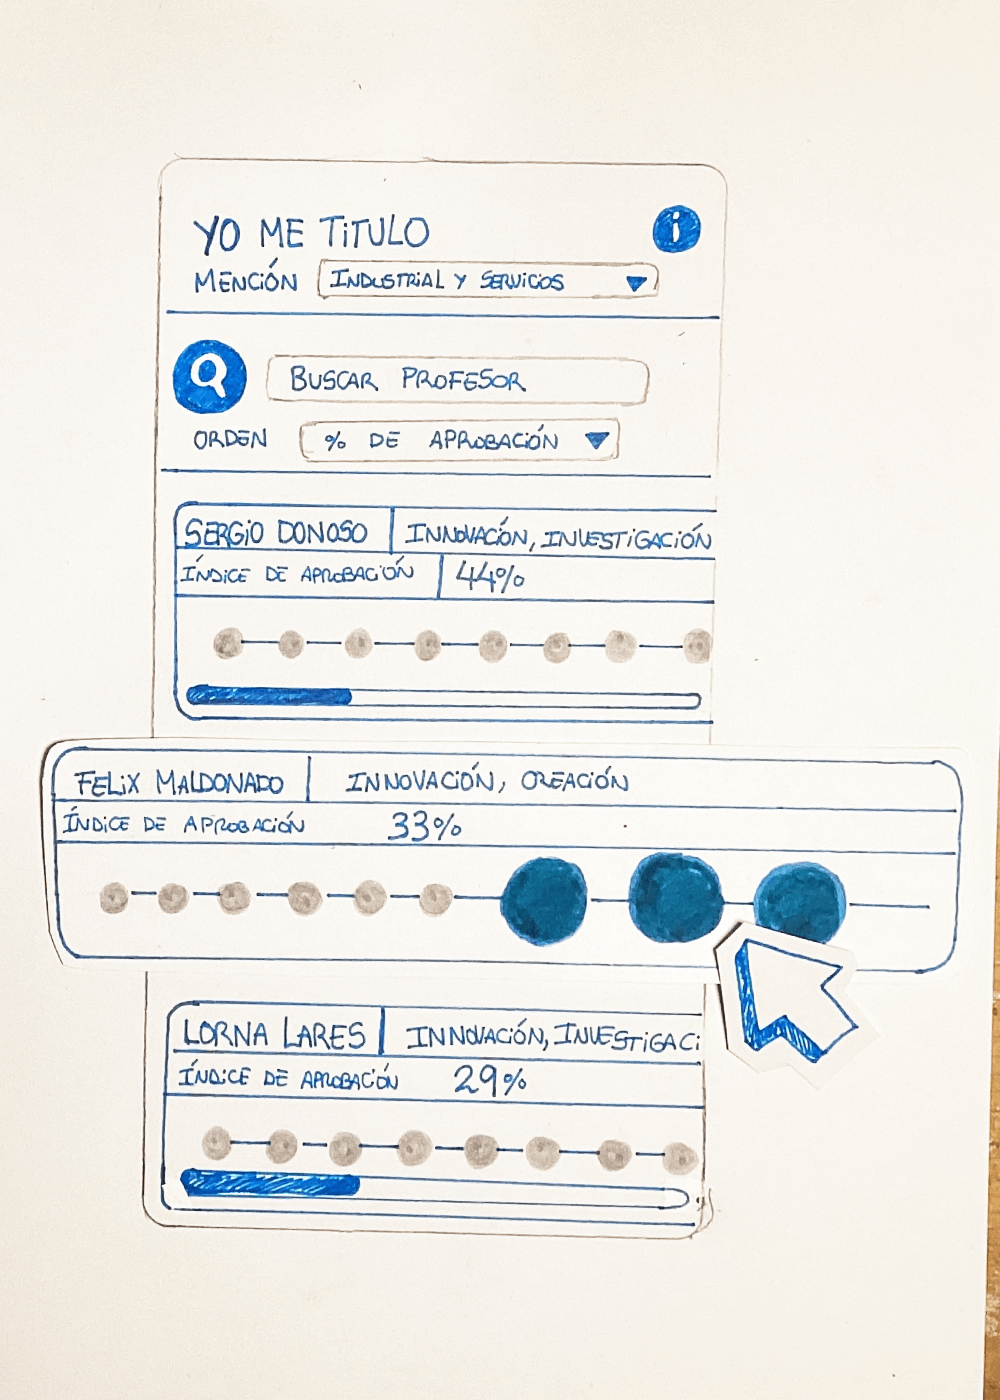 YO ME TITULO
i
MENCIÓN INDUSTRIAL Y SERVICIOS
BUSCAR PROFESOR
ORDEN % DE APROBACIÓN
SERGIO DONOSO INNOVACIÓN, INVESTIGACIÓN
ÍNDICE DE APROBACIÓN 44%
FELIX MALDONADO INNOVACIÓN, CREACIÓN
ÍNDICE DE APROBACIÓN 33%
LORNA LARES INNOVACIÓN, INVESTIGACI
ÍNDICE DE APROBACIÓN 29%